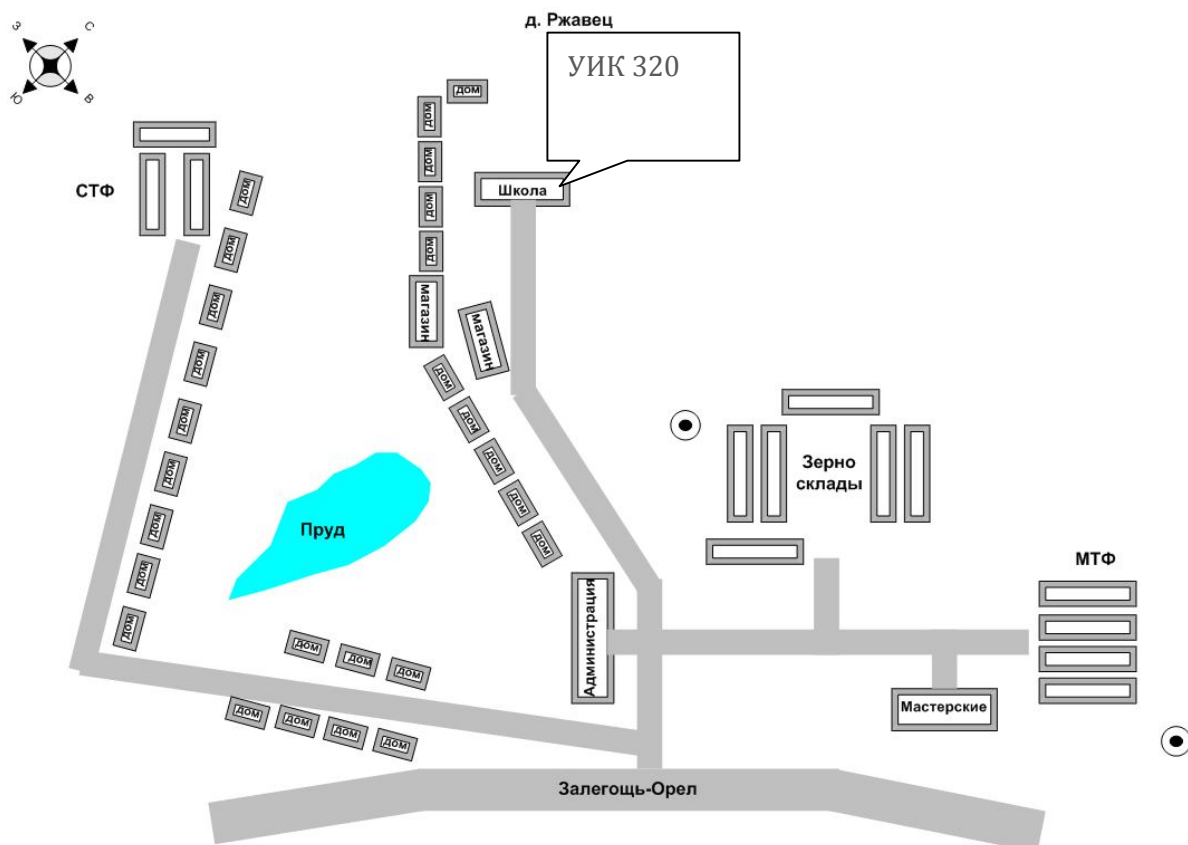 д. Ржавец
УИК 320
З
С
Ю
В
дом
дом
дом
дом
дом
Школа
СТФ
дом
дом
дом
дом
дом
дом
дом
дом
дом
магазин
магазин
дом
дом
дом
дом
дом
Зерно
склады
Пруд
МТФ
Администрация
дом
дом
дом
дом
дом
дом
дом
Мастерские
Залегощь-Орел